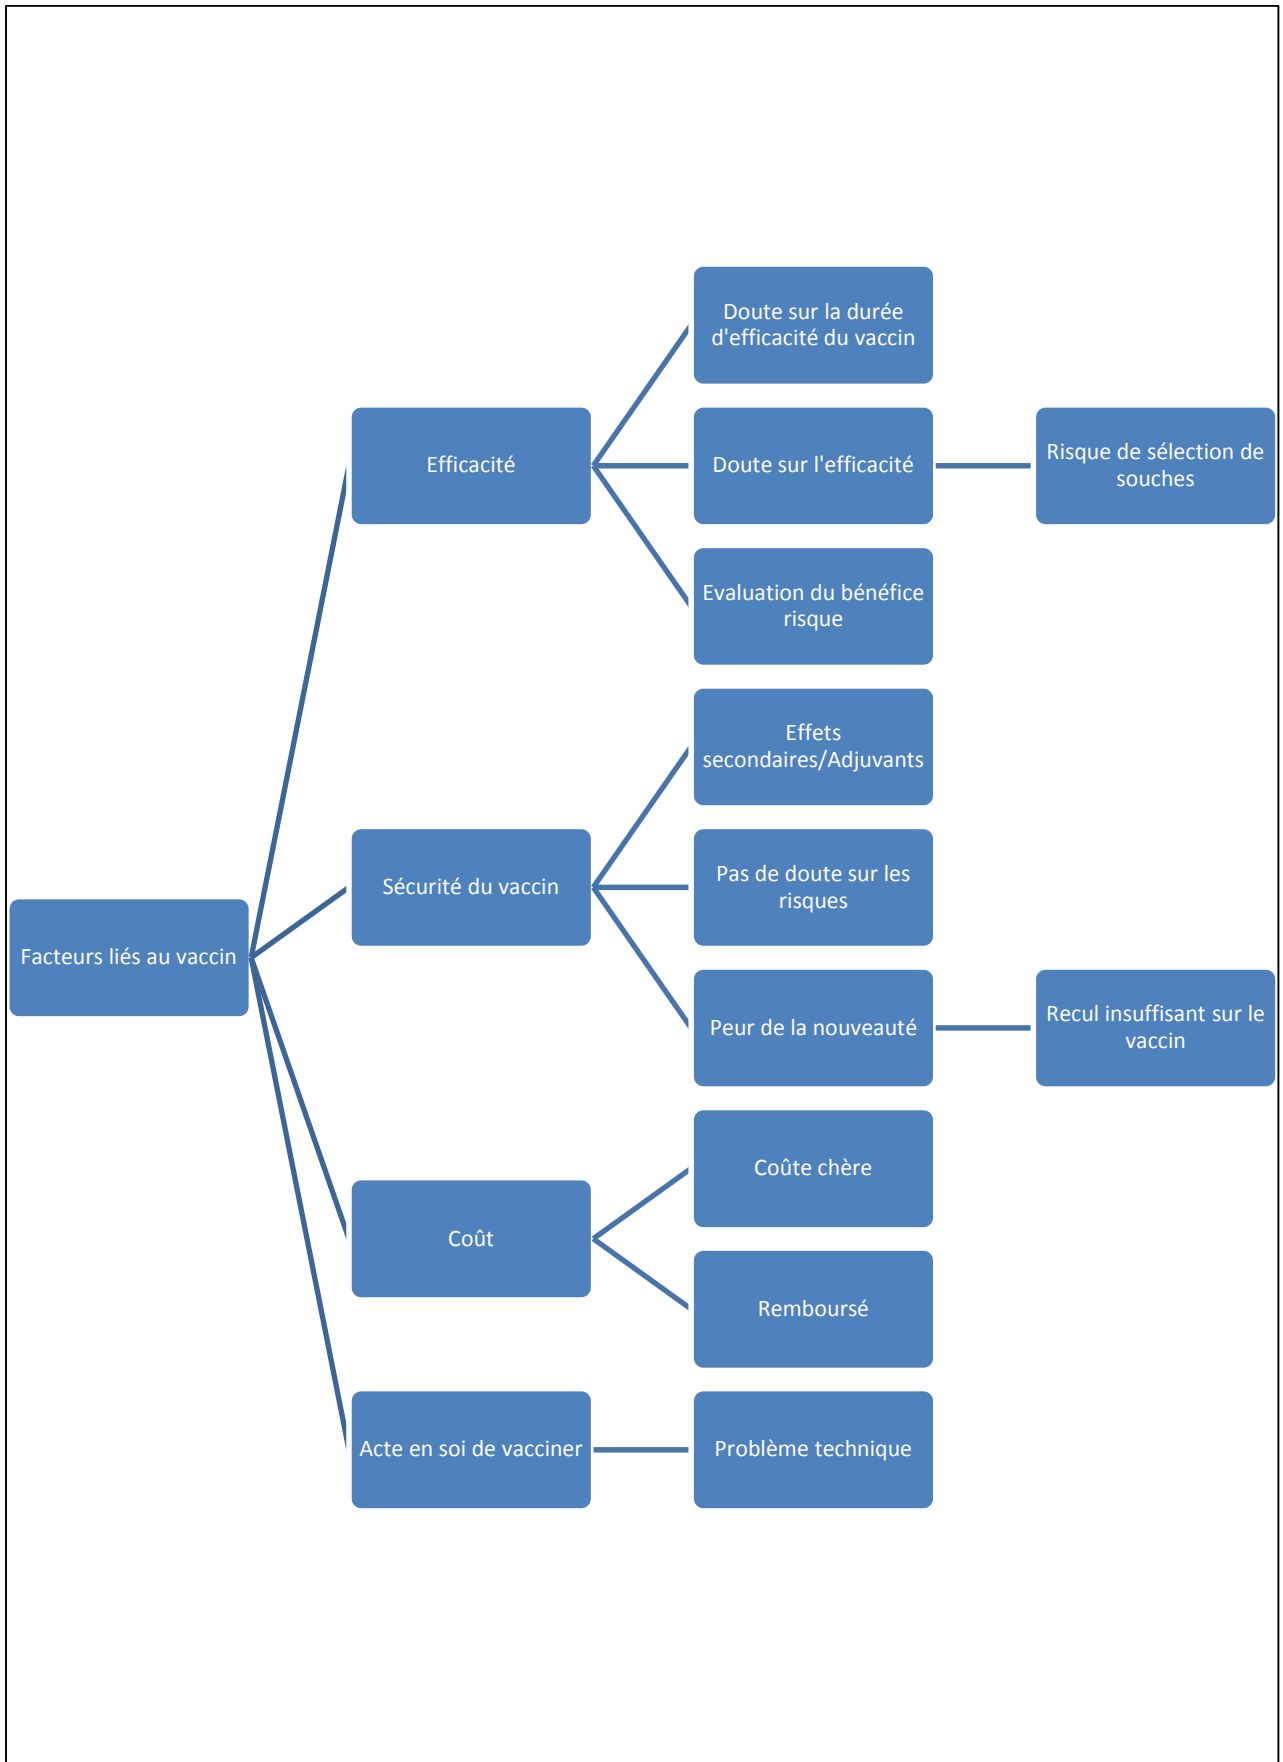 Doute sur la durée
d'efficacité du vaccin
Efficacité
Doute sur l'efficacité
Risque de sélection de
souches
Evaluation du bénéfice
risque
Effets
secondaires/Adjuvants
Sécurité du vaccin
Pas de doute sur les
risques
Facteurs liés au vaccin
Peur de la nouveauté
Recul insuffisant sur le
vaccin
Coûte chère
Coût
Remboursé
Acte en soi de vacciner
Problème technique